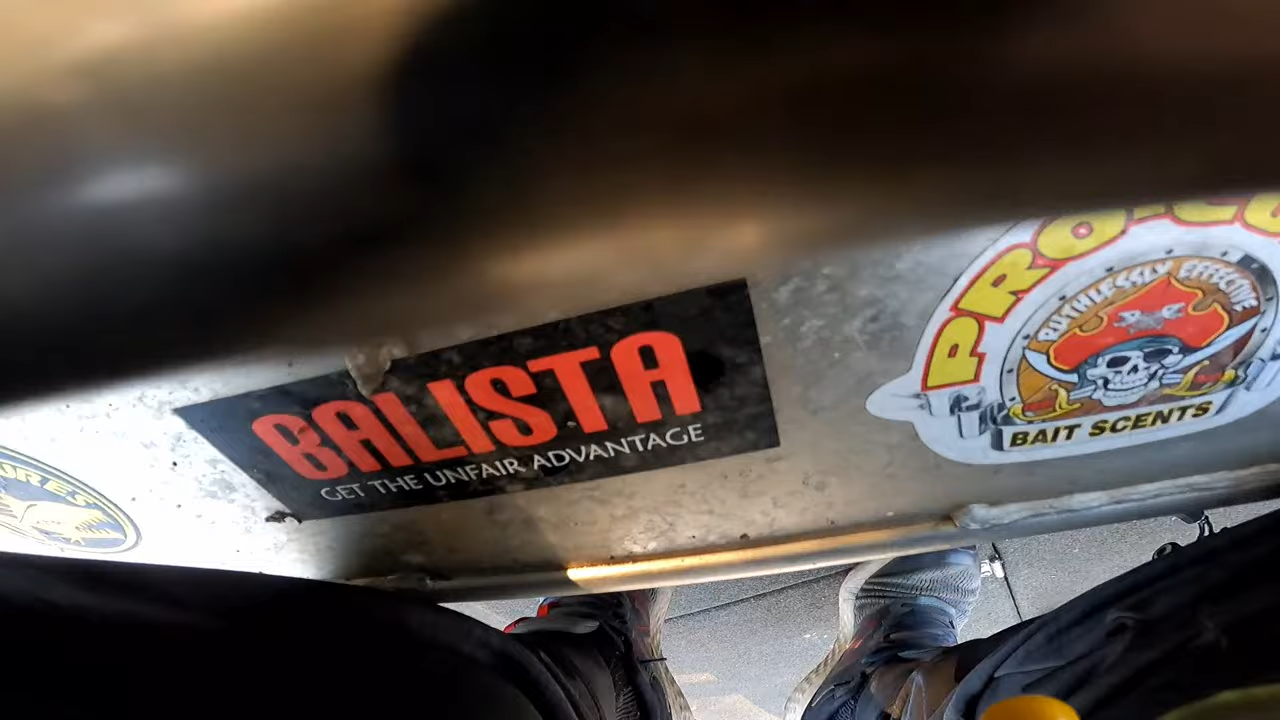 BALISTA
GET THE UNFAIR ADVANTAGE
RUTHLESSLY EFFECTIVE
BAIT SCENTS